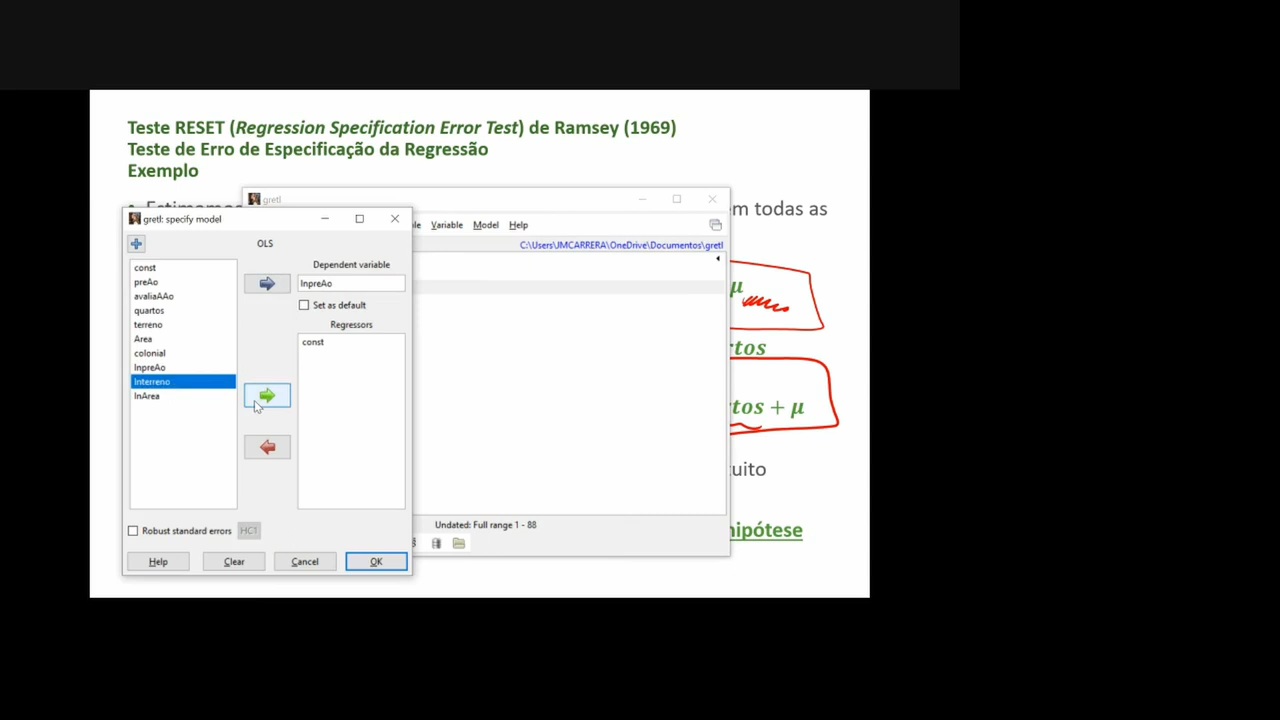 Teste RESET (Regression Specification Error Test) de Ramsey (1969)
Teste de Erro de Especificação da Regressão
Exemplo
• Estimamos
em todas as
gretl
gretl: specify model
Variable Model Help
C:\Users\JMCARRERA\OneDrive\Documentos\gretl
OLS
const
preAo
avaliaAAo
quartos
terreno
Area
colonial
lnpreAo
lnterreno
lnArea
Dependent variable
lnpreAo
Set as default
Regressors
const
Robust standard errors HC1
Help Clear Cancel OK
Undated: Full range 1 - 88
μ
rtos
tos + μ
uito
hipótese